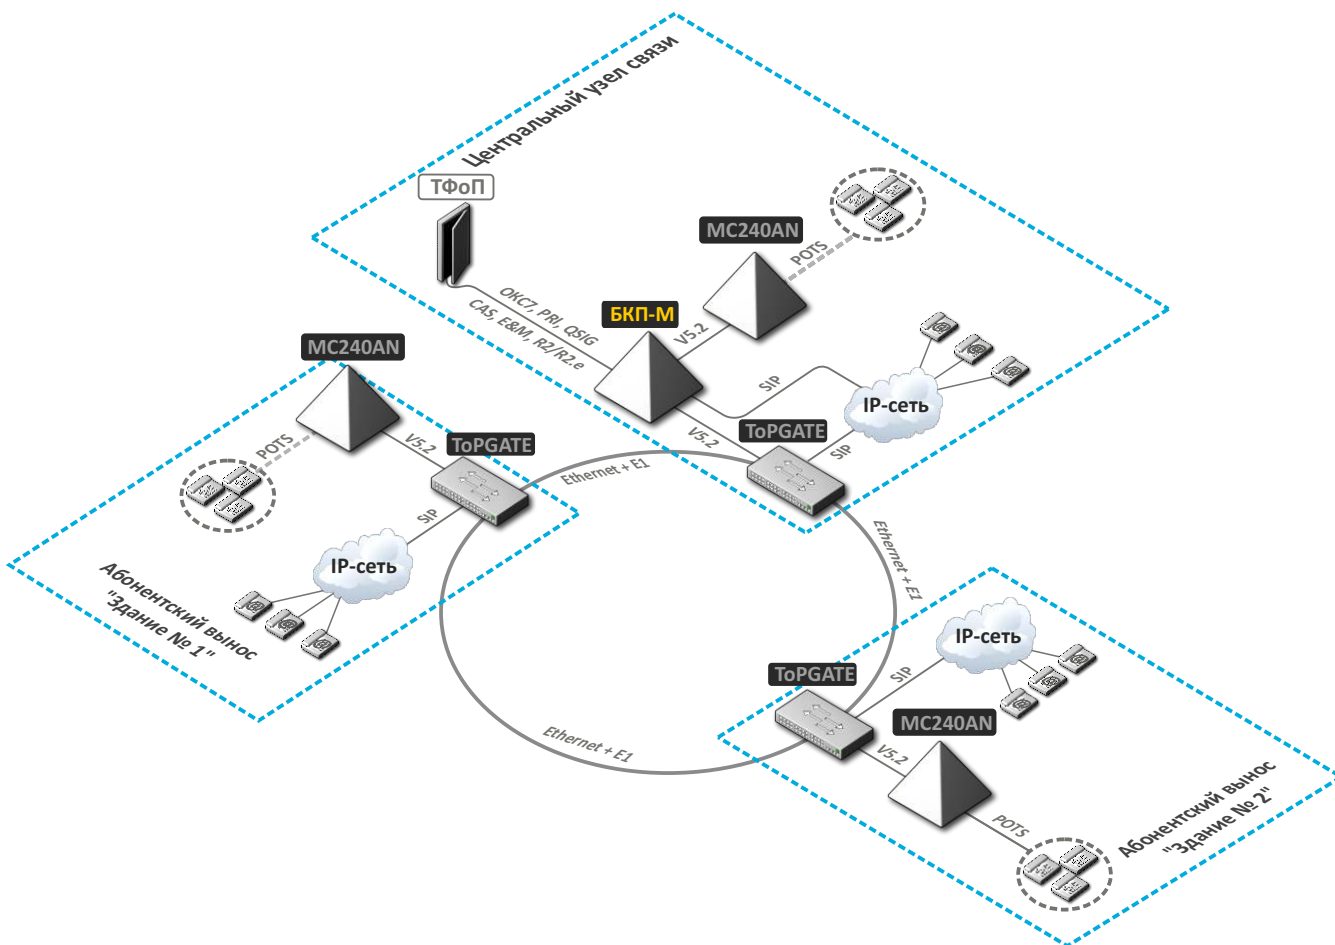 Центральный узел связи
ТФоП
MC240AN
POTS
ОКС7, PRI, QSIG
CAS, E&M, R2/R2.e
БКП-М
V5.2
SIP
IP-сеть
V5.2
ToPGATE
SIP
MC240AN
POTS
V5.2
ToPGATE
SIP
IP-сеть
Абонентский вынос
"Здание № 1"
Ethernet + E1
Ethernet + E1
Ethernet + E1
IP-сеть
ToPGATE
SIP
MC240AN
V5.2
POTS
Абонентский вынос
"Здание № 2"